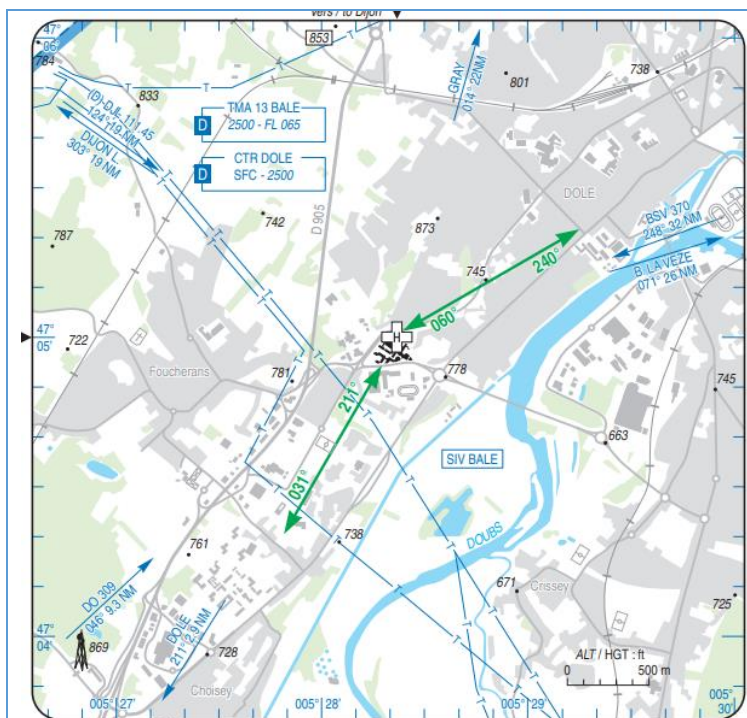 Vers / to Dijon
47°
06'
784
853
(D) DJL 111.45
124° 19 NM
DIJON L.
303° 19 NM
833
TMA 13 BALE
D
2500 - FL 065
CTR DOLE
D
SFC - 2500
GRAY
014° 22NM
801
738
DOLE
D 905
742
873
787
BSV 370
248° 32 NM
B. LA VEZE
071° 26 NM
745
240°
060°
H
47°
05'
722
Foucherans
781
778
211°
745
663
031°
SIV BALE
DOUBS
738
761
671
Crissey
725
DO 309
046° 9.3 NM
DOLE
211° 2.9 NM
47°
04'
869
728
Choisey
ALT / HGT : ft
0
500 m
005° 27'
005° 28'
005° 29'
005°
30'
T